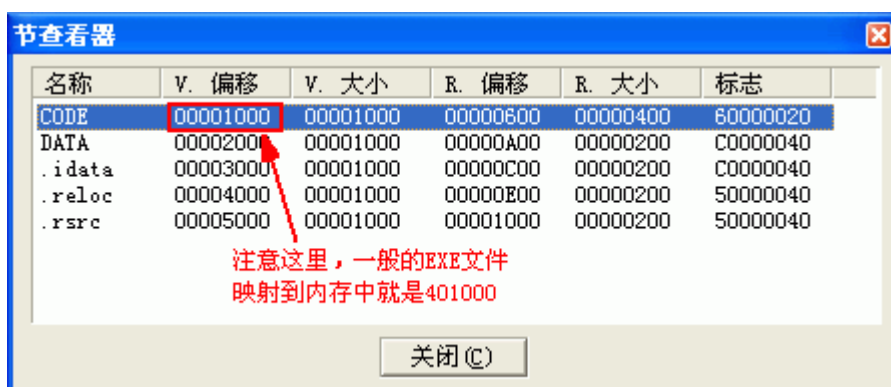 节查看器
名称 V. 偏移 V. 大小 R. 偏移 R. 大小 标志
CODE 00001000 00001000 00000600 00000400 60000020
DATA 00002000 00001000 00000A00 00000200 C0000040
.idata 00003000 00001000 00000C00 00000200 C0000040
.reloc 00004000 00001000 00000E00 00000200 50000040
.rsrc 00005000 00001000 00001000 00000200 50000040
注意这里，一般的EXE文件
映射到内存中就是401000
关闭(C)